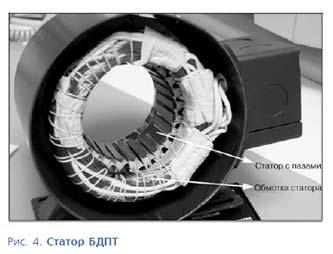 Статор с пазами
Обмотка статора
Рис. 4. Статор БДПТ